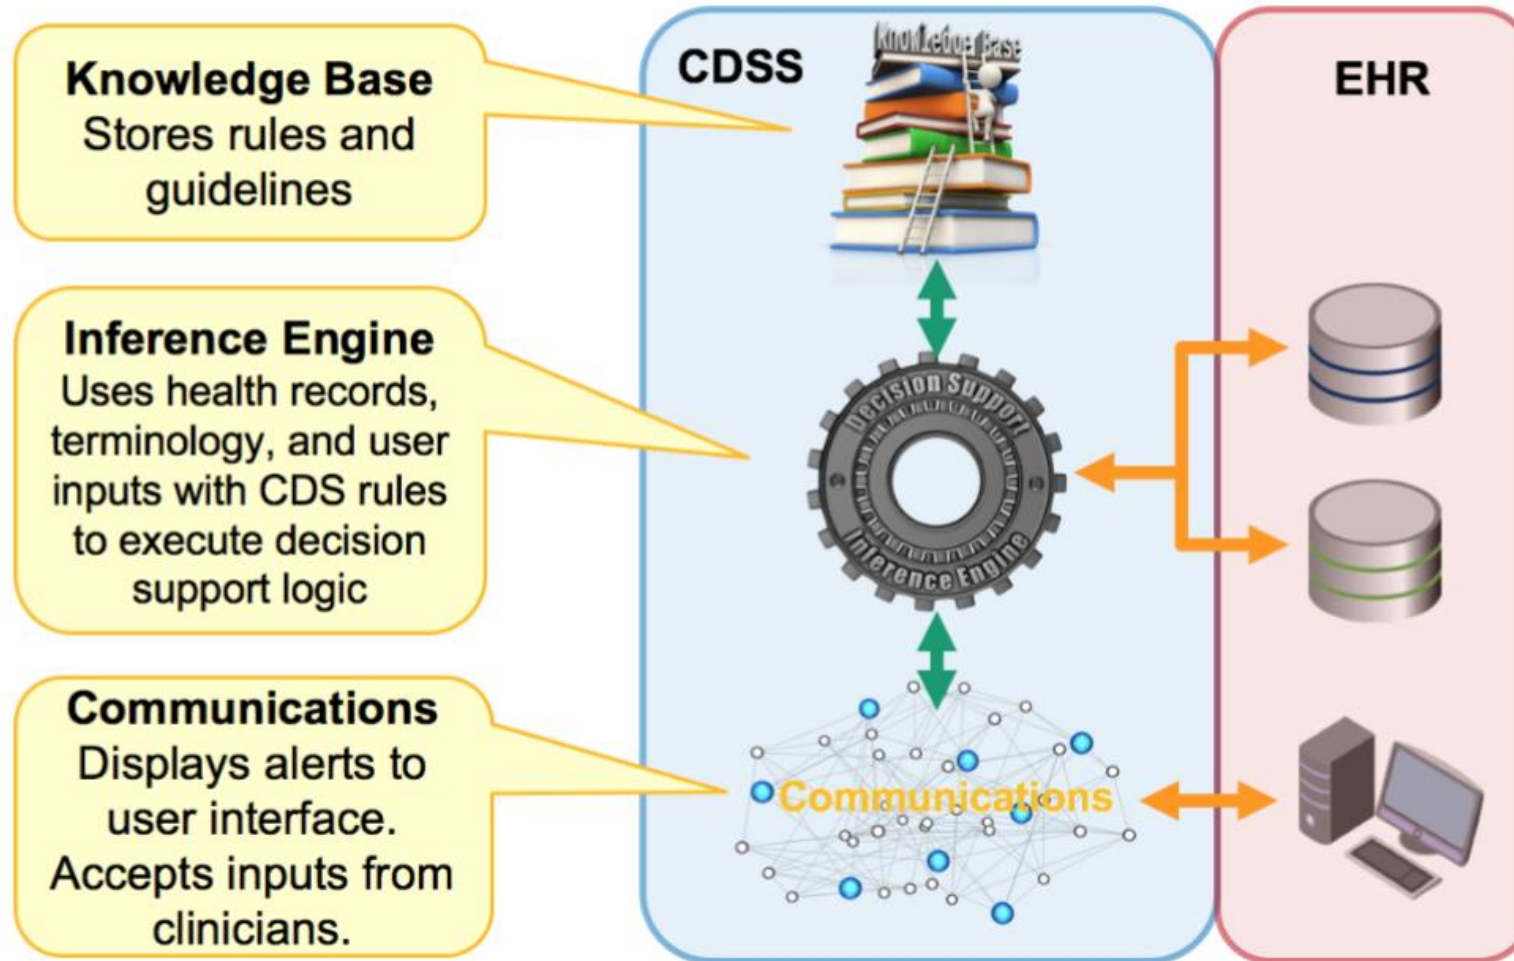 Knowledge Base
Stores rules and
guidelines
Inference Engine
Uses health records,
terminology, and user
inputs with CDS rules
to execute decision
support logic
Communications
Displays alerts to
user interface.
Accepts inputs from
clinicians.
CDSS
Knowledge Base
Decision Support
Inference Engine
Communications
EHR